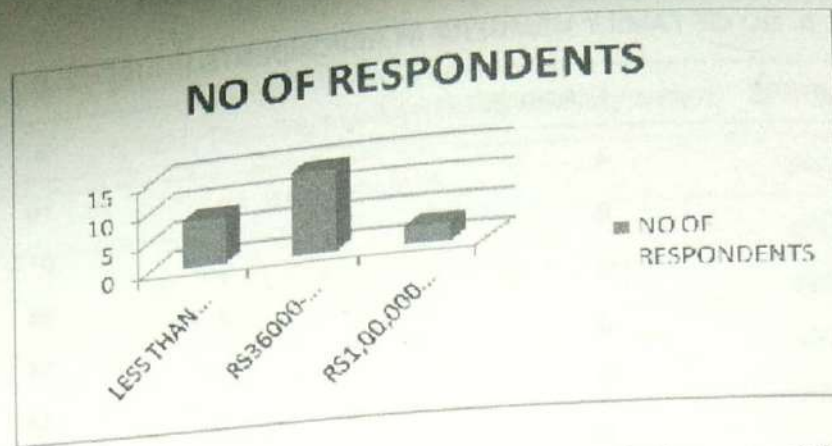 NO OF RESPONDENTS
15
10
5
0
LESS THAN...
RS36000-...
RS1,00,000...
NO OF
RESPONDENTS